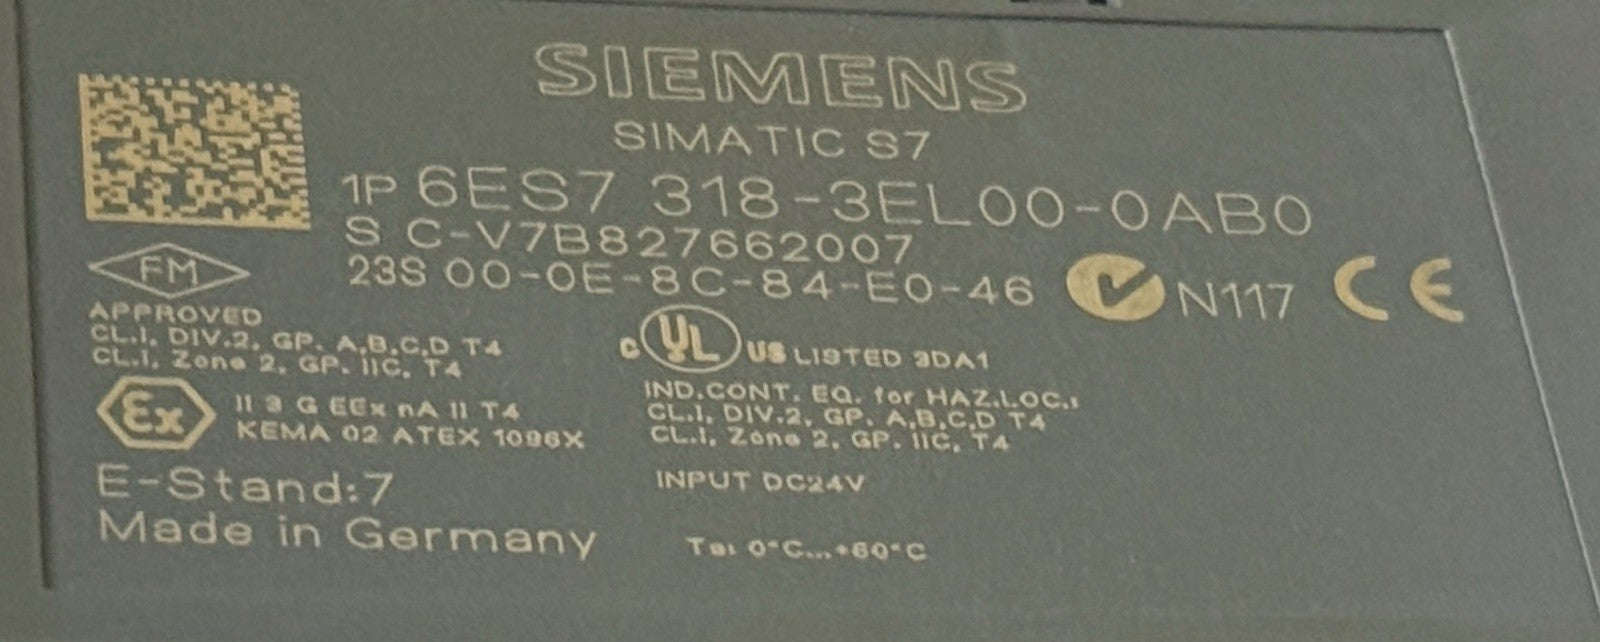 SIEMENS
SIMATIC S7
1P 6ES7 318-3EL00-0AB0
S C-V7B827662007
23S 00-0E-8C-84-E0-46
N117 CE
FM
APPROVED
CL.I, DIV.2, GP. A,B,C,D T4
CL.I, Zone 2, GP. IIC, T4
Ex
II 3 G EEx nA II T4
KEMA 02 ATEX 1096X
E-Stand:7
Made in Germany
C UL US LISTED 3DA1
IND.CONT. EQ. for HAZ.LOC.:
CL.I, DIV.2, GP. A,B,C,D T4
CL.I, Zone 2, GP. IIC, T4
INPUT DC24V
Ta: 0°C...+60°C